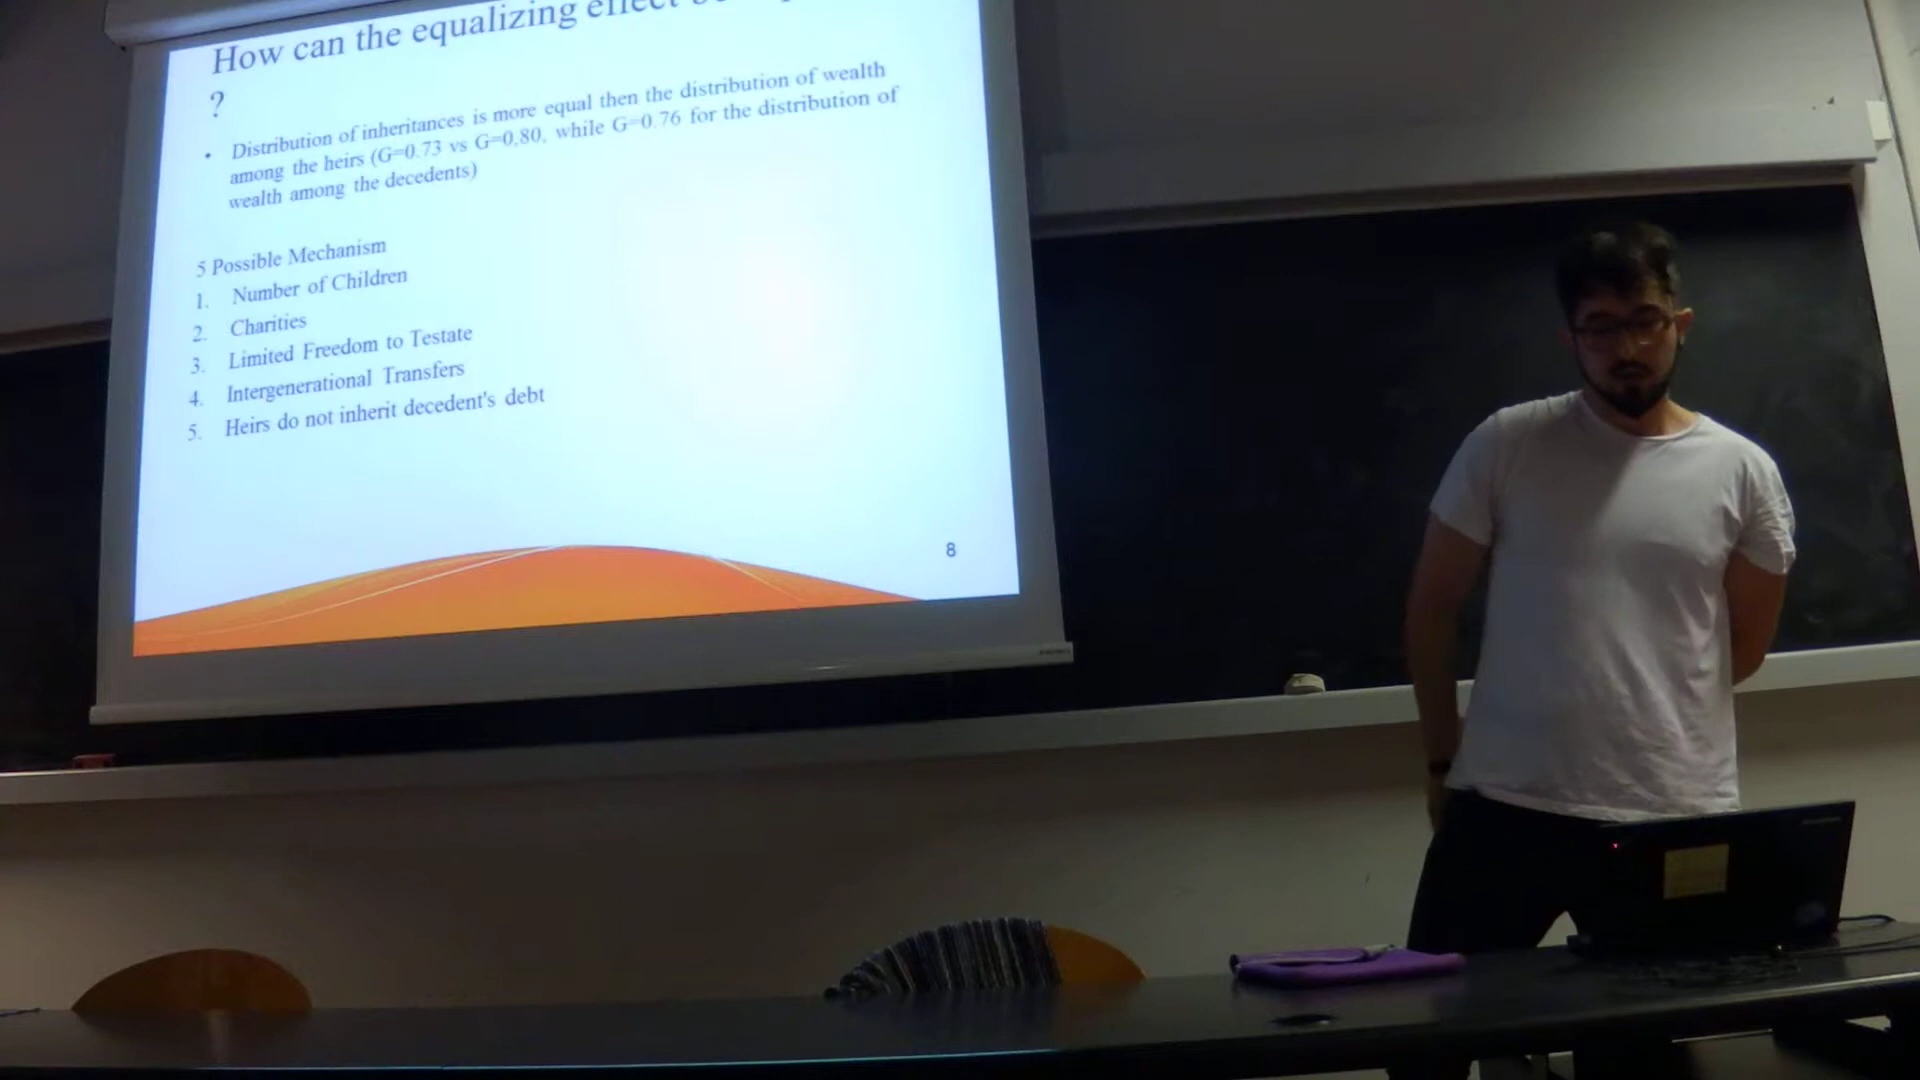 How can the equalizing effect
?
• Distribution of inheritances is more equal then the distribution of wealth
among the heirs (G=0.73 vs G=0,80, while G=0.76 for the distribution of
wealth among the decedents)
5 Possible Mechanism
1. Number of Children
2. Charities
3. Limited Freedom to Testate
4. Intergenerational Transfers
5. Heirs do not inherit decedent's debt
8